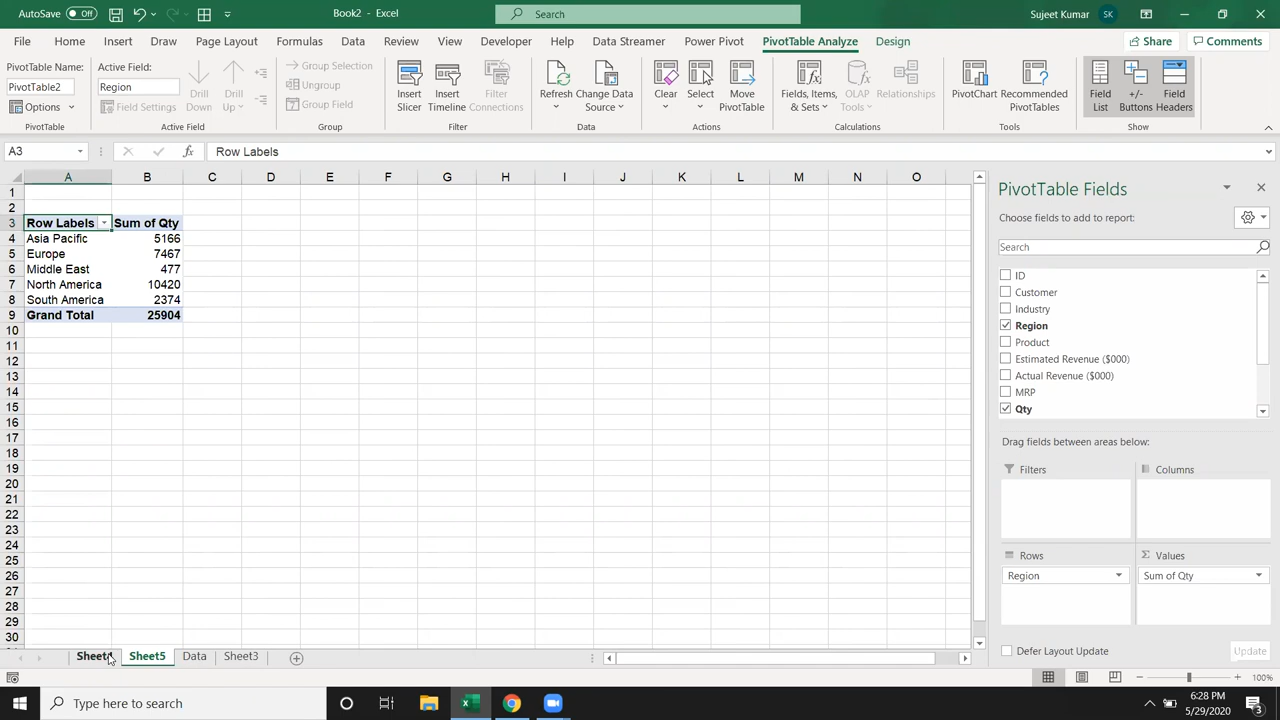 AutoSave Off Book2 - Excel Search Sujeet Kumar SK
File Home Insert Draw Page Layout Formulas Data Review View Developer Help Data Streamer Power Pivot PivotTable Analyze Design Share Comments
PivotTable Name: Active Field: Group Selection
PivotTable2 Region Drill Down Drill Up Ungroup Insert Slicer Insert Timeline Filter Connections Refresh Change Data Source Clear Select Move PivotTable Fields, Items, & Sets OLAP Tools Relationships PivotChart Recommended PivotTables Field List +/- Buttons Field Headers
Options Field Settings Group Field
PivotTable Active Field Group Filter Data Actions Calculations Tools Show
A3 fx Row Labels
A B C D E F G H I J K L M N O
1
2
3 Row Labels Sum of Qty
4 Asia Pacific 5166
5 Europe 7467
6 Middle East 477
7 North America 10420
8 South America 2374
9 Grand Total 25904
10
11
12
13
14
15
16
17
18
19
20
21
22
23
24
25
26
27
28
29
30
PivotTable Fields
Choose fields to add to report:
Search
ID
Customer
Industry
Region
Product
Estimated Revenue ($000)
Actual Revenue ($000)
MRP
Qty
Drag fields between areas below:
Filters Columns
Rows Σ Values
Region Sum of Qty
Defer Layout Update Update
Sheet5 Data Sheet3
100%
Type here to search
6:28 PM
5/29/2020
3